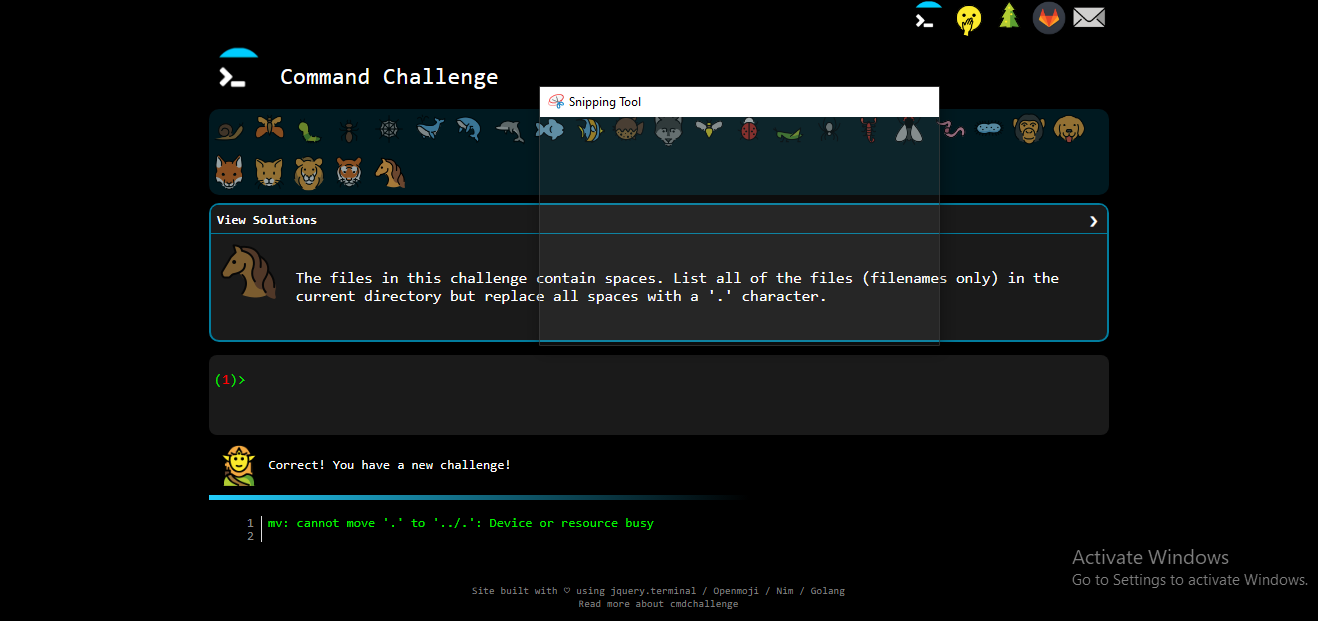 Command Challenge
Snipping Tool
View Solutions
The files in this challenge contain spaces. List all of the files (filenames only) in the
current directory but replace all spaces with a '.' character.
(1)>
Correct! You have a new challenge!
1 mv: cannot move '.' to '../.': Device or resource busy
2
Activate Windows
Go to Settings to activate Windows.
Site built with ♡ using jquery.terminal / Openmoji / Nim / Golang
Read more about cmdchallenge